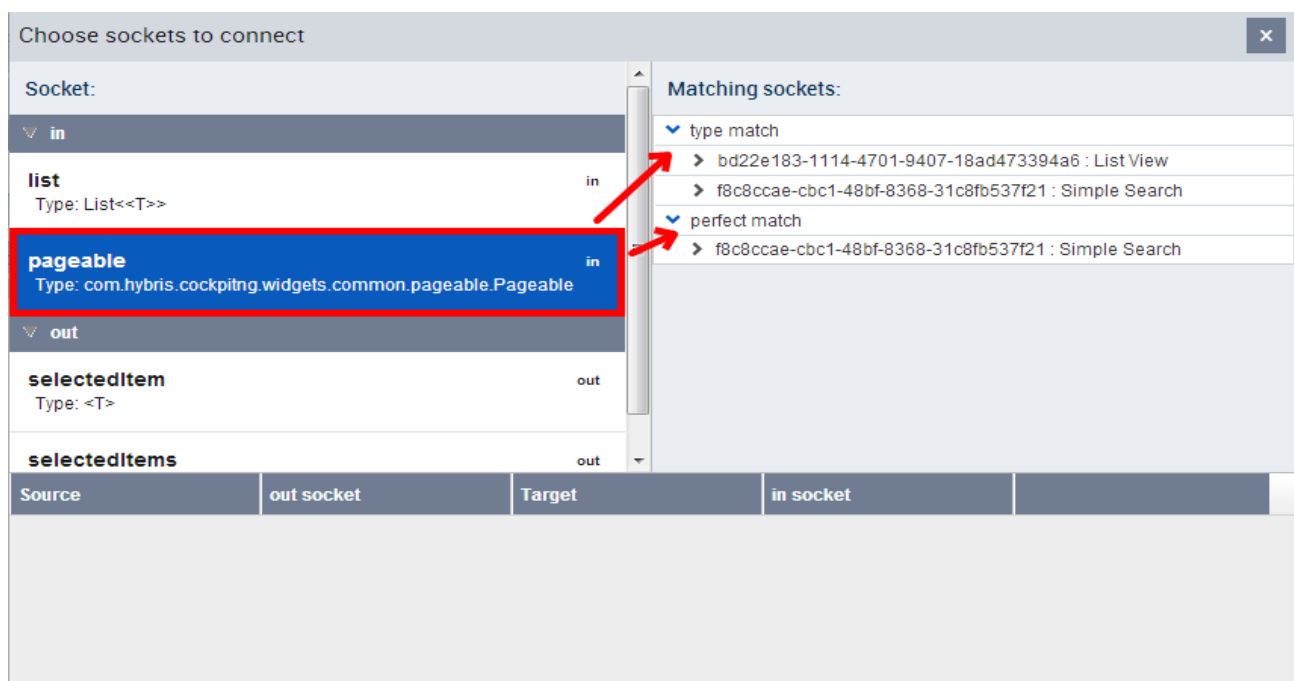 Choose sockets to connect
×
Socket:
in
list
in
Type: List<<T>>
pageable
in
Type: com.hybris.cockpitng.widgets.common.pageable.Pageable
out
selectedItem
out
Type: <T>
selectedItems
out
Matching sockets:
type match
bd22e183-1114-4701-9407-18ad473394a6 : List View
f8c8ccae-cbc1-48bf-8368-31c8fb537f21 : Simple Search
perfect match
f8c8ccae-cbc1-48bf-8368-31c8fb537f21 : Simple Search
Source out socket Target in socket